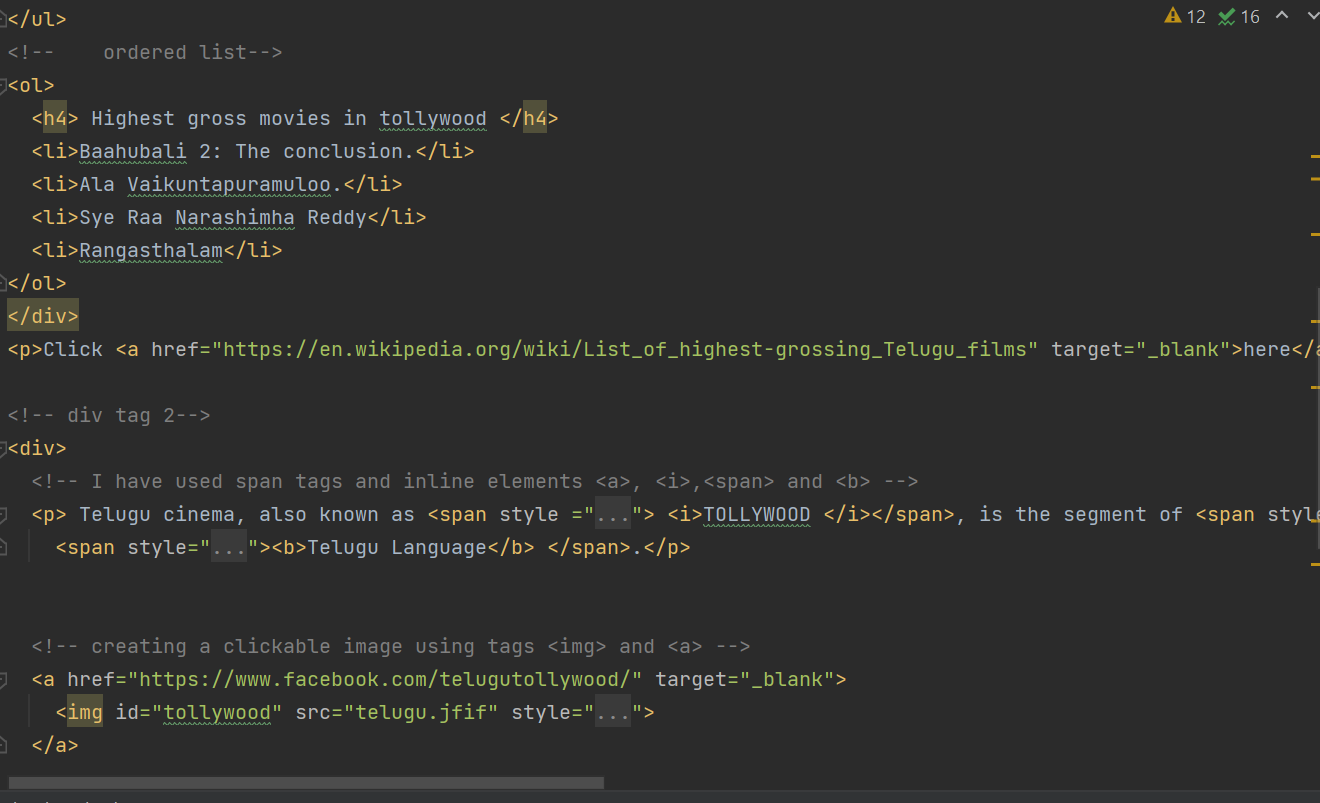 </ul>
12 16
<!--    ordered list-->
<ol>
<h4> Highest gross movies in tollywood </h4>
<li>Baahubali 2: The conclusion.</li>
<li>Ala Vaikuntapuramuloo.</li>
<li>Sye Raa Narashimha Reddy</li>
<li>Rangasthalam</li>
</ol>
</div>
<p>Click <a href="https://en.wikipedia.org/wiki/List_of_highest-grossing_Telugu_films" target="_blank">here</a
<!-- div tag 2-->
<div>
<!-- I have used span tags and inline elements <a>, <i>,<span> and <b> -->
<p> Telugu cinema, also known as <span style ="..."> <i>TOLLYWOOD </i></span>, is the segment of <span style
<span style="..."><b>Telugu Language</b> </span>.</p>
<!-- creating a clickable image using tags <img> and <a> -->
<a href="https://www.facebook.com/telugutollywood/" target="_blank">
<img id="tollywood" src="telugu.jfif" style="...">
</a>